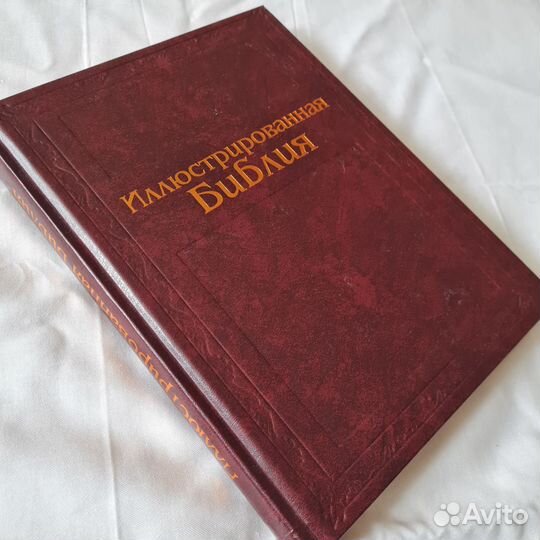 Иллюстрированная
Библия
Иллюстрированная Библия
Avito